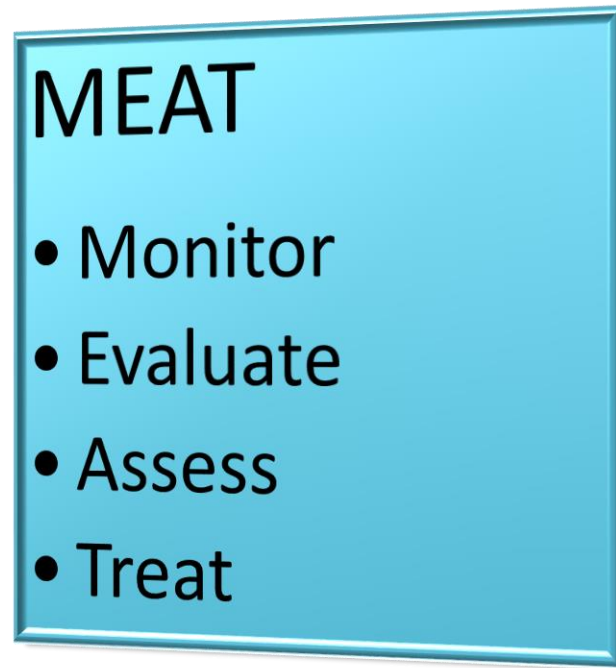 MEAT
• Monitor
• Evaluate
• Assess
• Treat